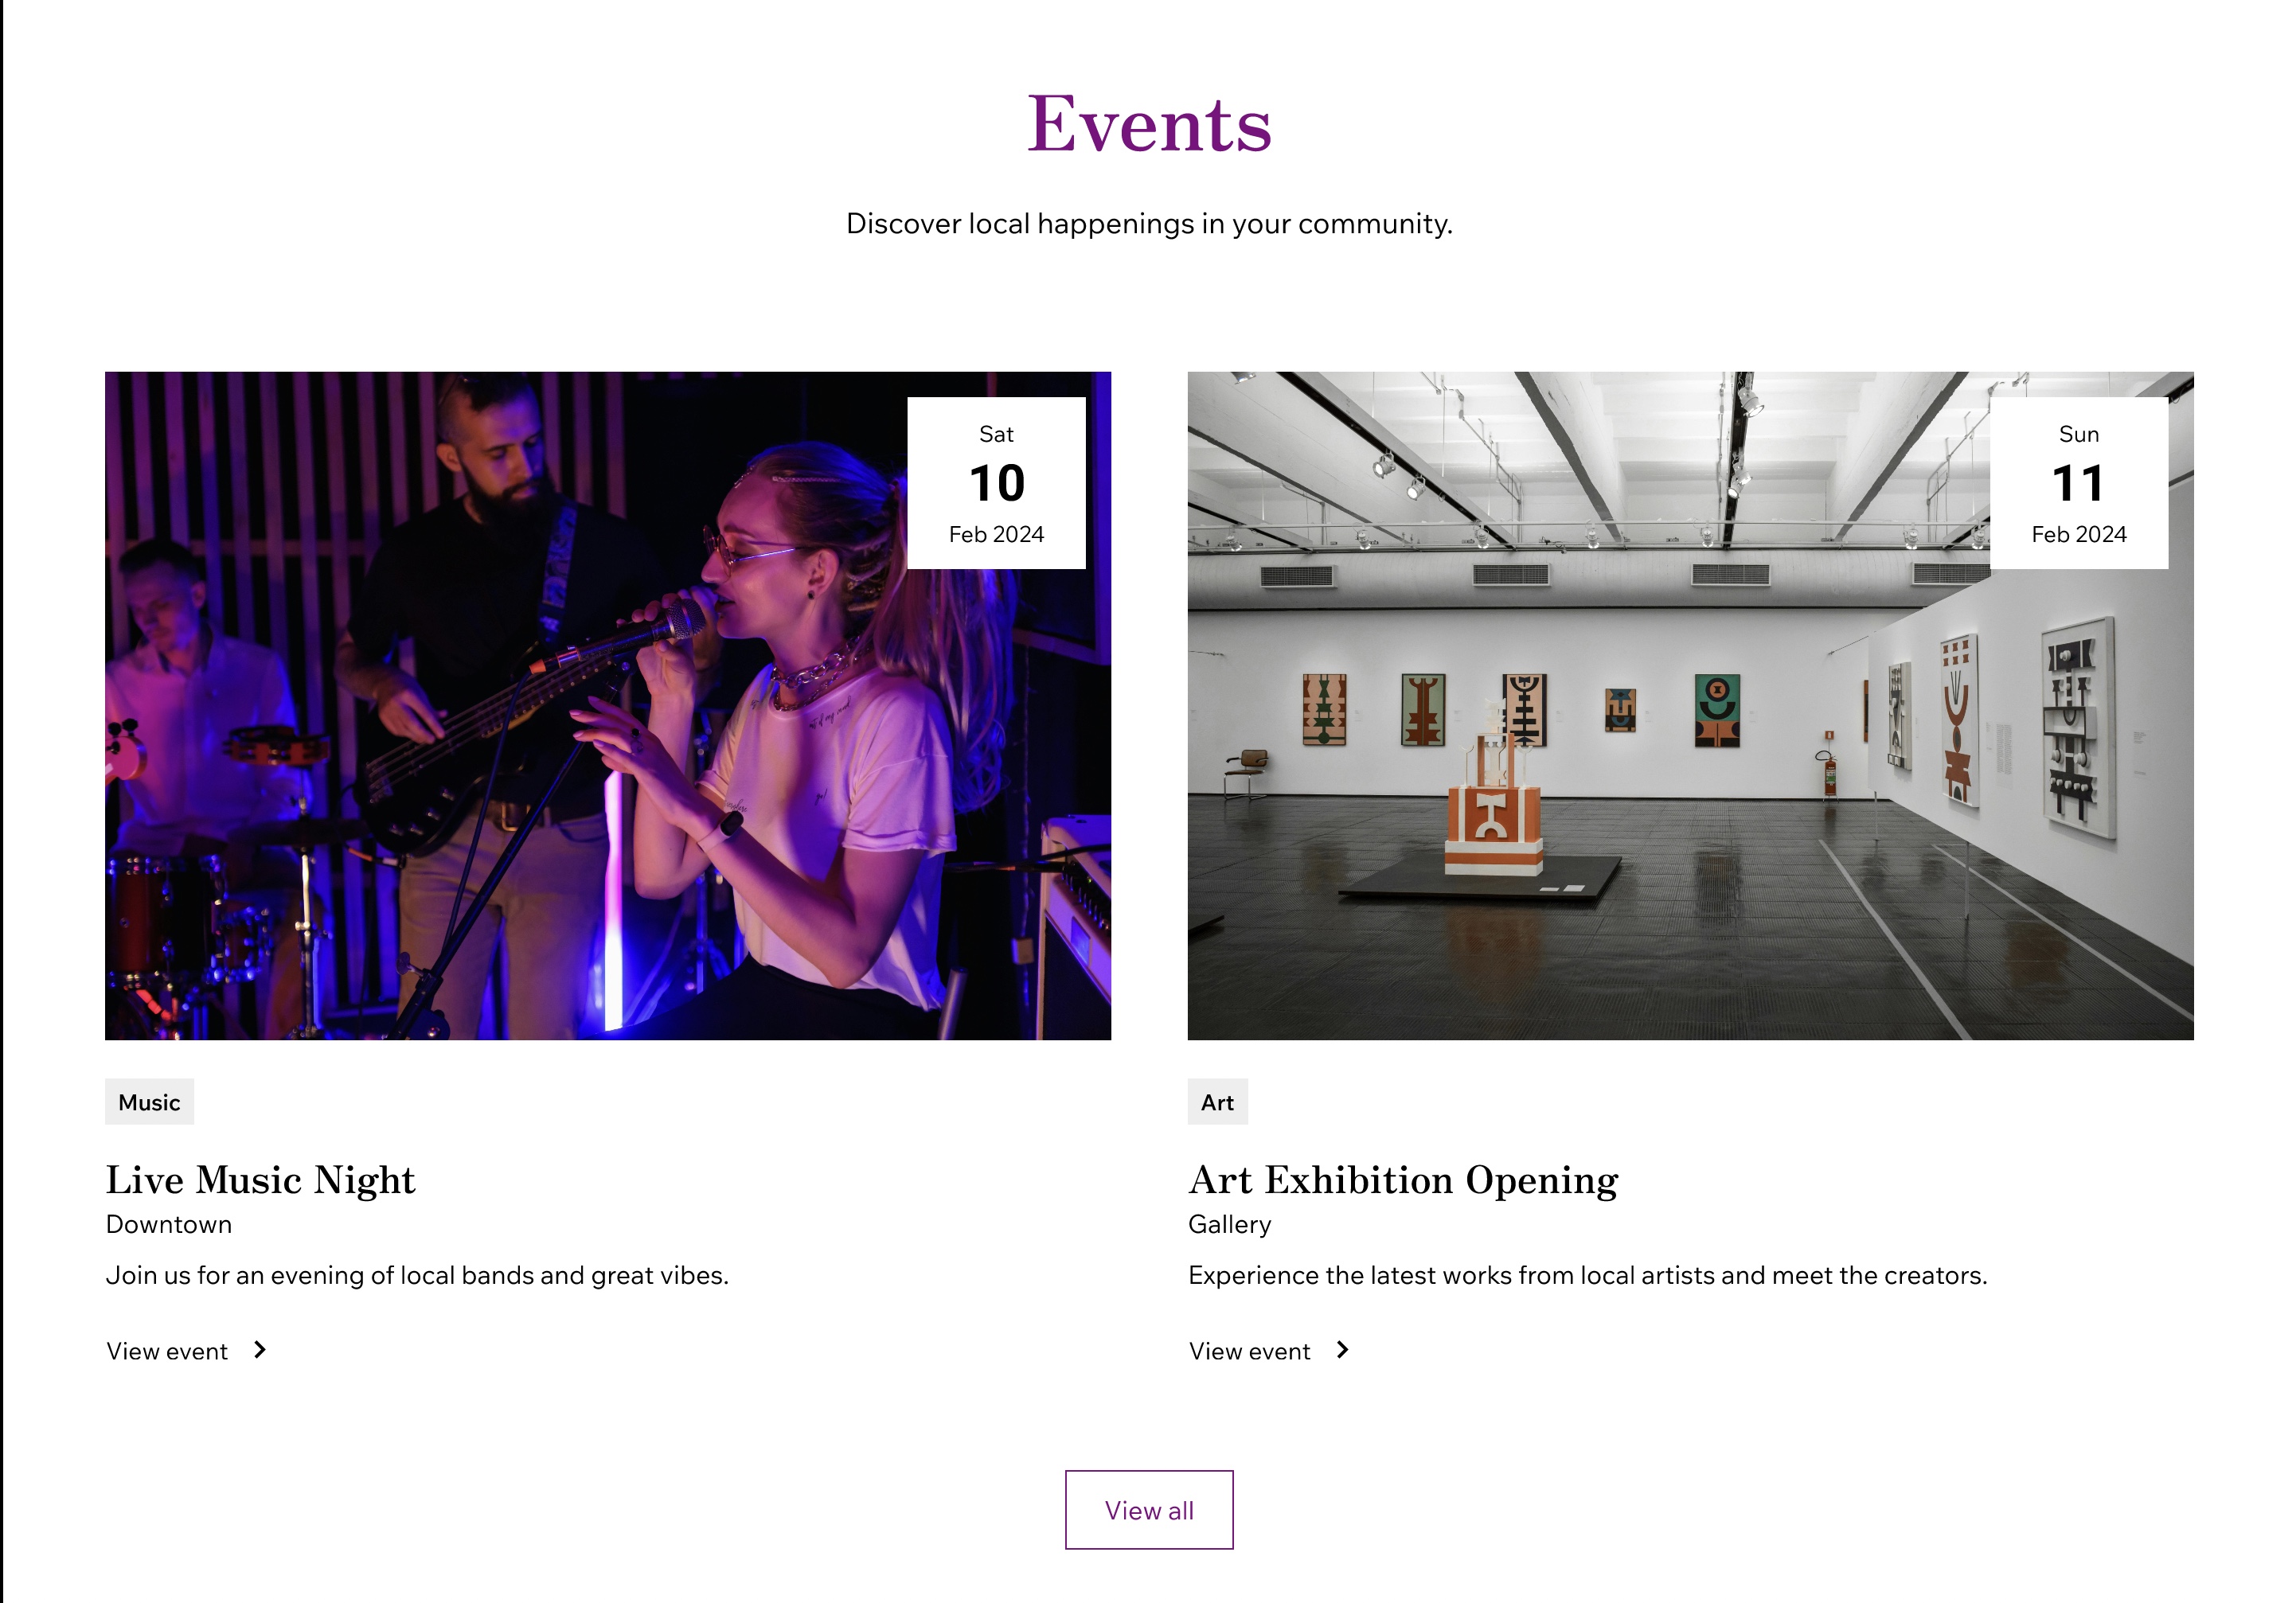 Events
Discover local happenings in your community.
Sat
10
Feb 2024
Sun
11
Feb 2024
Music
Live Music Night
Downtown
Join us for an evening of local bands and great vibes.
View event
Art
Art Exhibition Opening
Gallery
Experience the latest works from local artists and meet the creators.
View event
View all